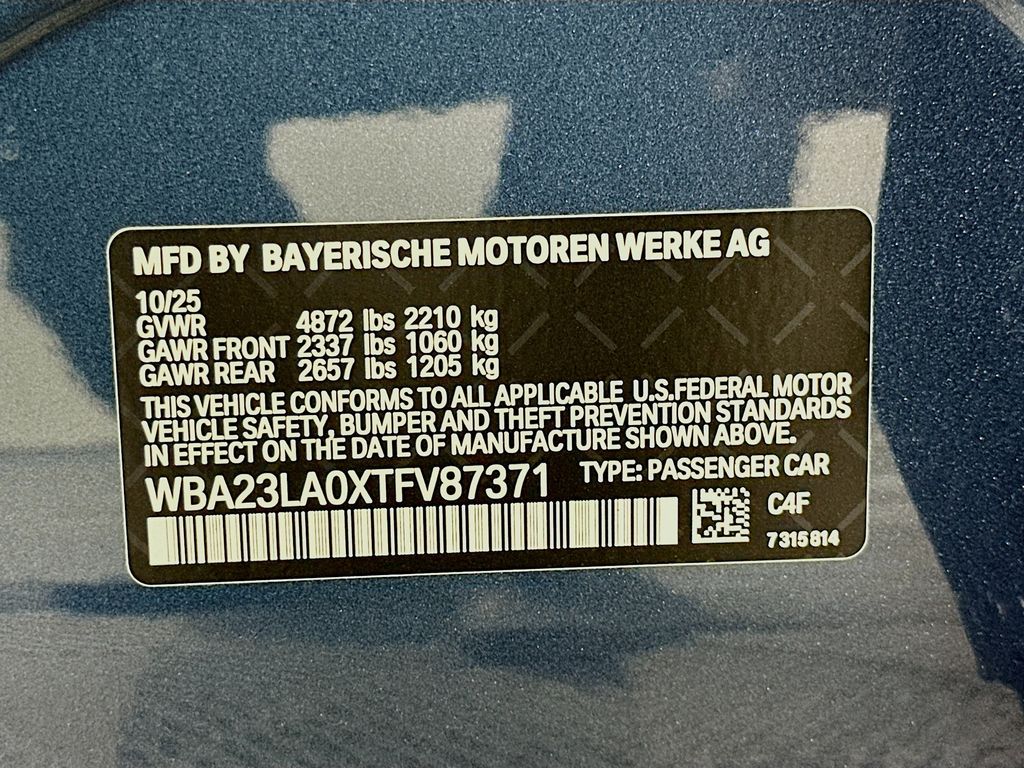 MFD BY BAYERISCHE MOTOREN WERKE AG
10/25
GVWR 4872 lbs 2210 kg
GAWR FRONT 2337 lbs 1060 kg
GAWR REAR 2657 lbs 1205 kg
THIS VEHICLE CONFORMS TO ALL APPLICABLE U.S.FEDERAL MOTOR
VEHICLE SAFETY, BUMPER AND THEFT PREVENTION STANDARDS
IN EFFECT ON THE DATE OF MANUFACTURE SHOWN ABOVE.
WBA23LA0XTFV87371 TYPE: PASSENGER CAR
C4F
7315814